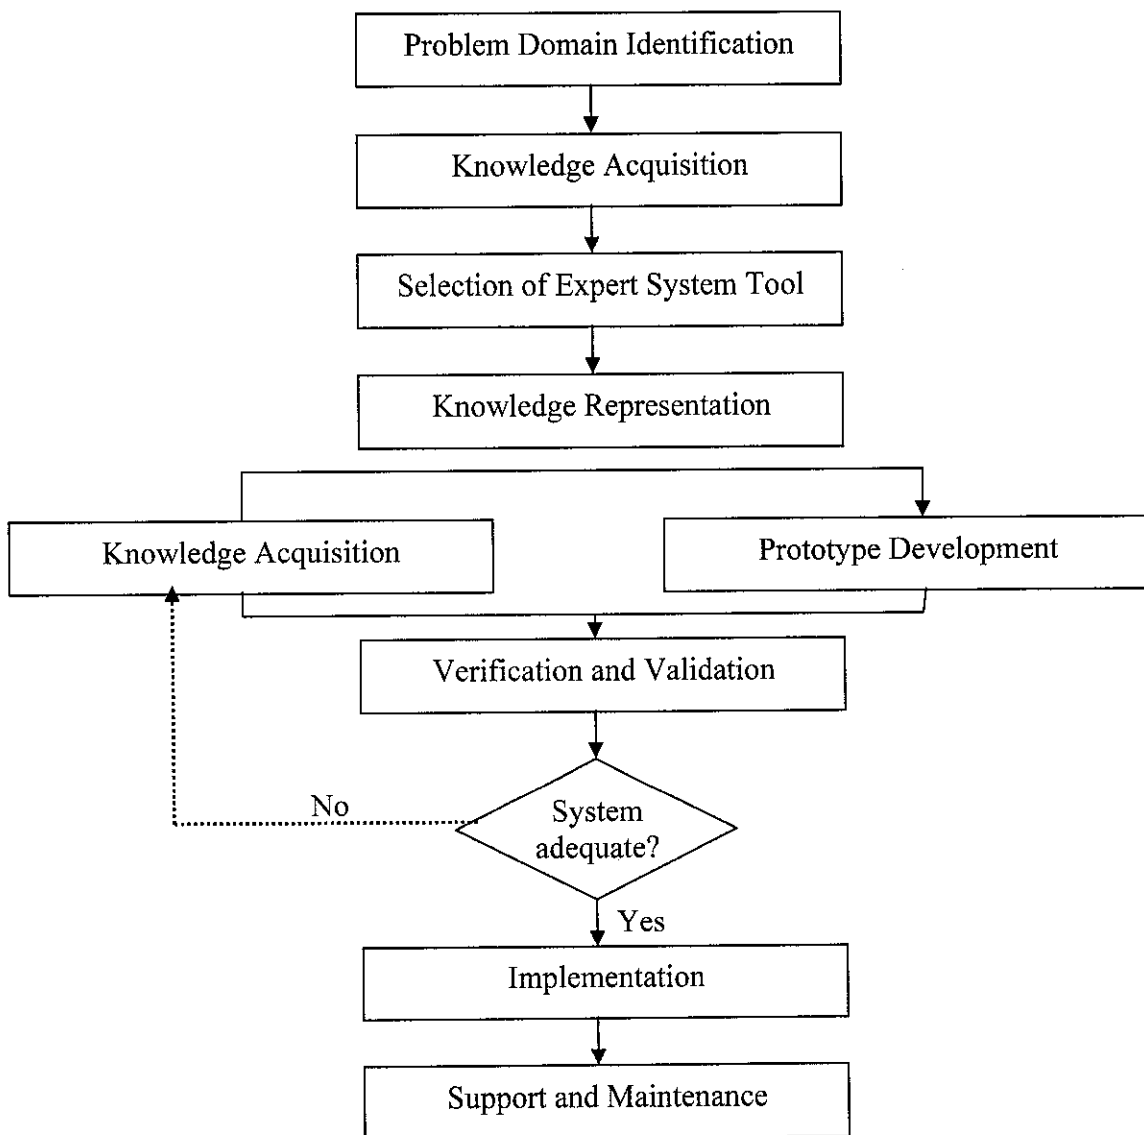 Problem Domain Identification
Knowledge Acquisition
Selection of Expert System Tool
Knowledge Representation
Knowledge Acquisition
Prototype Development
Verification and Validation
No
System
adequate?
Yes
Implementation
Support and Maintenance